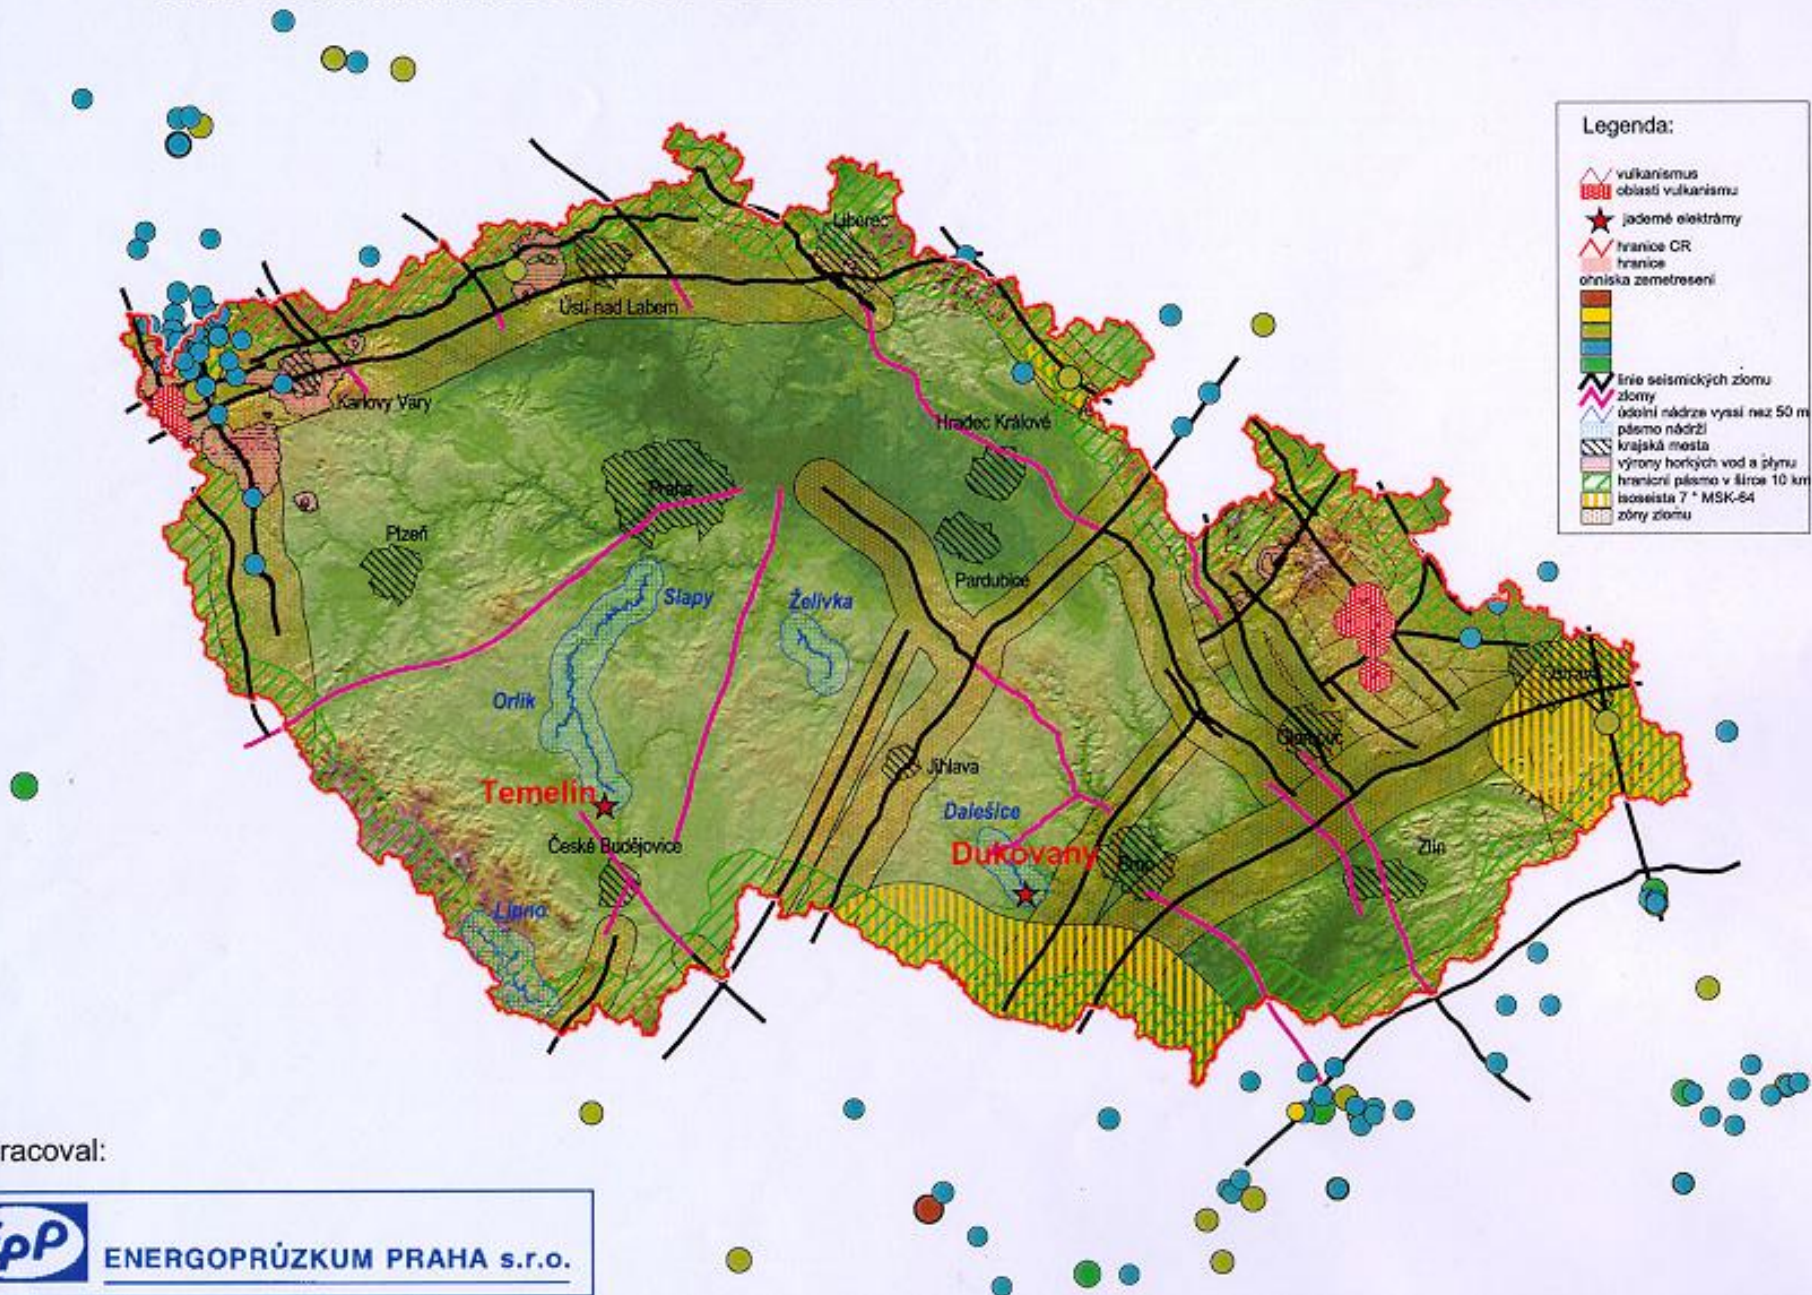 Legenda:
vulkanismus
oblasti vulkanismu
jaderné elektrárny
hranice CR
hranice
ohniska zemetresení
linie seismických zlomu
zlomy
údolní nádrze vyssí nez 50 m
pásmo nádrží
krajská mesta
výrony horkých vod a plynu
hranicní pásmo v šírce 10 km
isoseista 7 ° MSK-64
zóny zlomu
Liberec
Ústí nad Labem
Karlovy Vary
Hradec Králové
Praha
Plzeň
Pardubice
Slapy
Želivka
Orlík
Olomouc
Jihlava
Temelín
Dalešice
České Budějovice
Dukovany
Brno
Zlín
Lipno
racoval:
ENERGOPRŮZKUM PRAHA s.r.o.